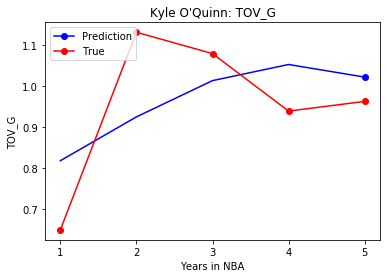 Kyle O'Quinn: TOV_G
Prediction
True
1.1
1.0
0.9
0.8
0.7
TOV_G
1 2 3 4 5
Years in NBA